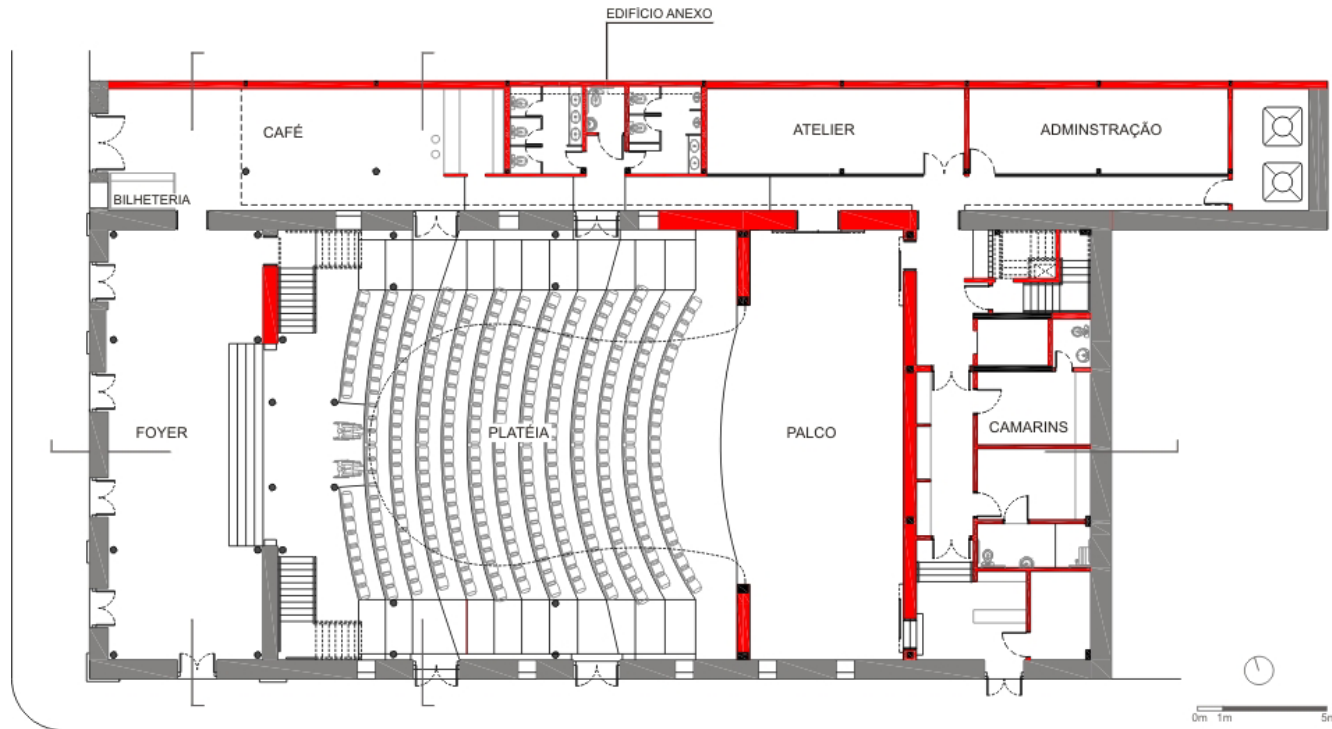 EDIFÍCIO ANEXO
CAFÉ
ATELIER
ADMINSTRAÇÃO
BILHETERIA
FOYER
PLATÉIA
PALCO
CAMARINS
0m 1m 5m